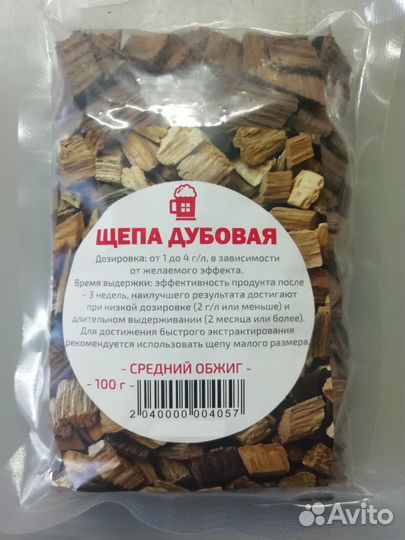 ЩЕПА ДУБОВАЯ
Дозировка: от 1 до 4 г/л, в зависимости
от желаемого эффекта.
Время выдержки: эффективность продукта после
- 3 недель, наилучшего результата достигают
при низкой дозировке (2 г/л или меньше) и
длительном выдерживании (2 месяца или более).
Для достижения быстрого экстрактирования
рекомендуется использовать щепу малого размера.
- СРЕДНИЙ ОБЖИГ -
- 100 г -
2 040000 004057
Avito